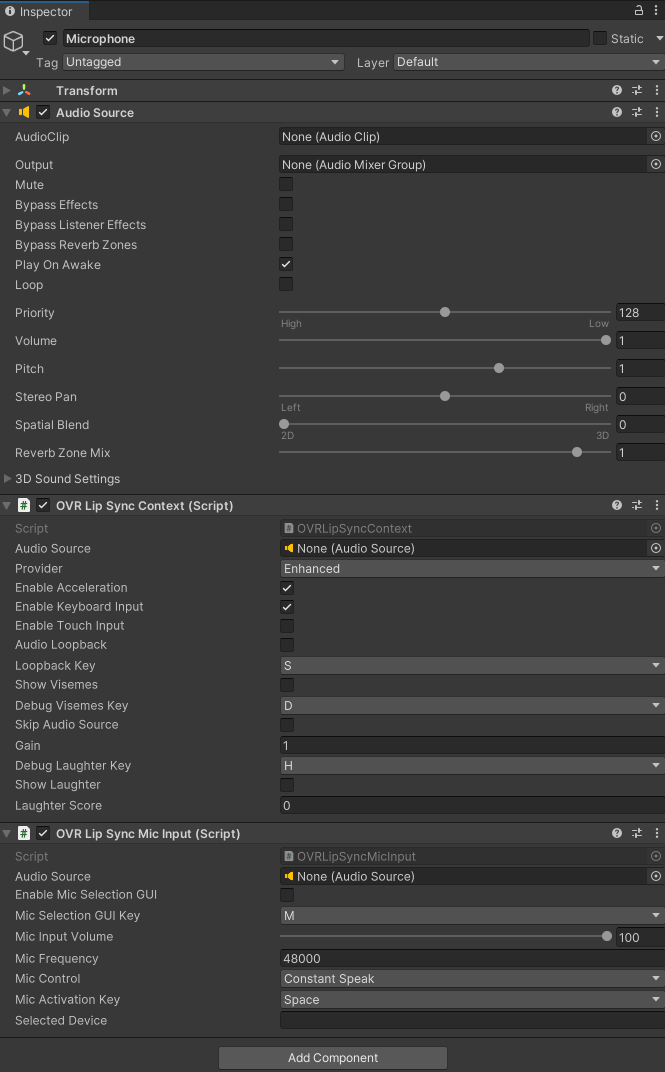 Inspector
Microphone
Static
Tag Untagged Layer Default
Transform
Audio Source
AudioClip None (Audio Clip)
Output None (Audio Mixer Group)
Mute
Bypass Effects
Bypass Listener Effects
Bypass Reverb Zones
Play On Awake
Loop
Priority 128
High Low
Volume 1
Pitch 1
Stereo Pan 0
Left Right
Spatial Blend 0
2D 3D
Reverb Zone Mix 1
3D Sound Settings
# OVR Lip Sync Context (Script)
Script # OVRLipSyncContext
Audio Source None (Audio Source)
Provider Enhanced
Enable Acceleration
Enable Keyboard Input
Enable Touch Input
Audio Loopback
Loopback Key S
Show Visemes
Debug Visemes Key D
Skip Audio Source
Gain 1
Debug Laughter Key H
Show Laughter
Laughter Score 0
# OVR Lip Sync Mic Input (Script)
Script # OVRLipSyncMicInput
Audio Source None (Audio Source)
Enable Mic Selection GUI
Mic Selection GUI Key M
Mic Input Volume 100
Mic Frequency 48000
Mic Control Constant Speak
Mic Activation Key Space
Selected Device
Add Component